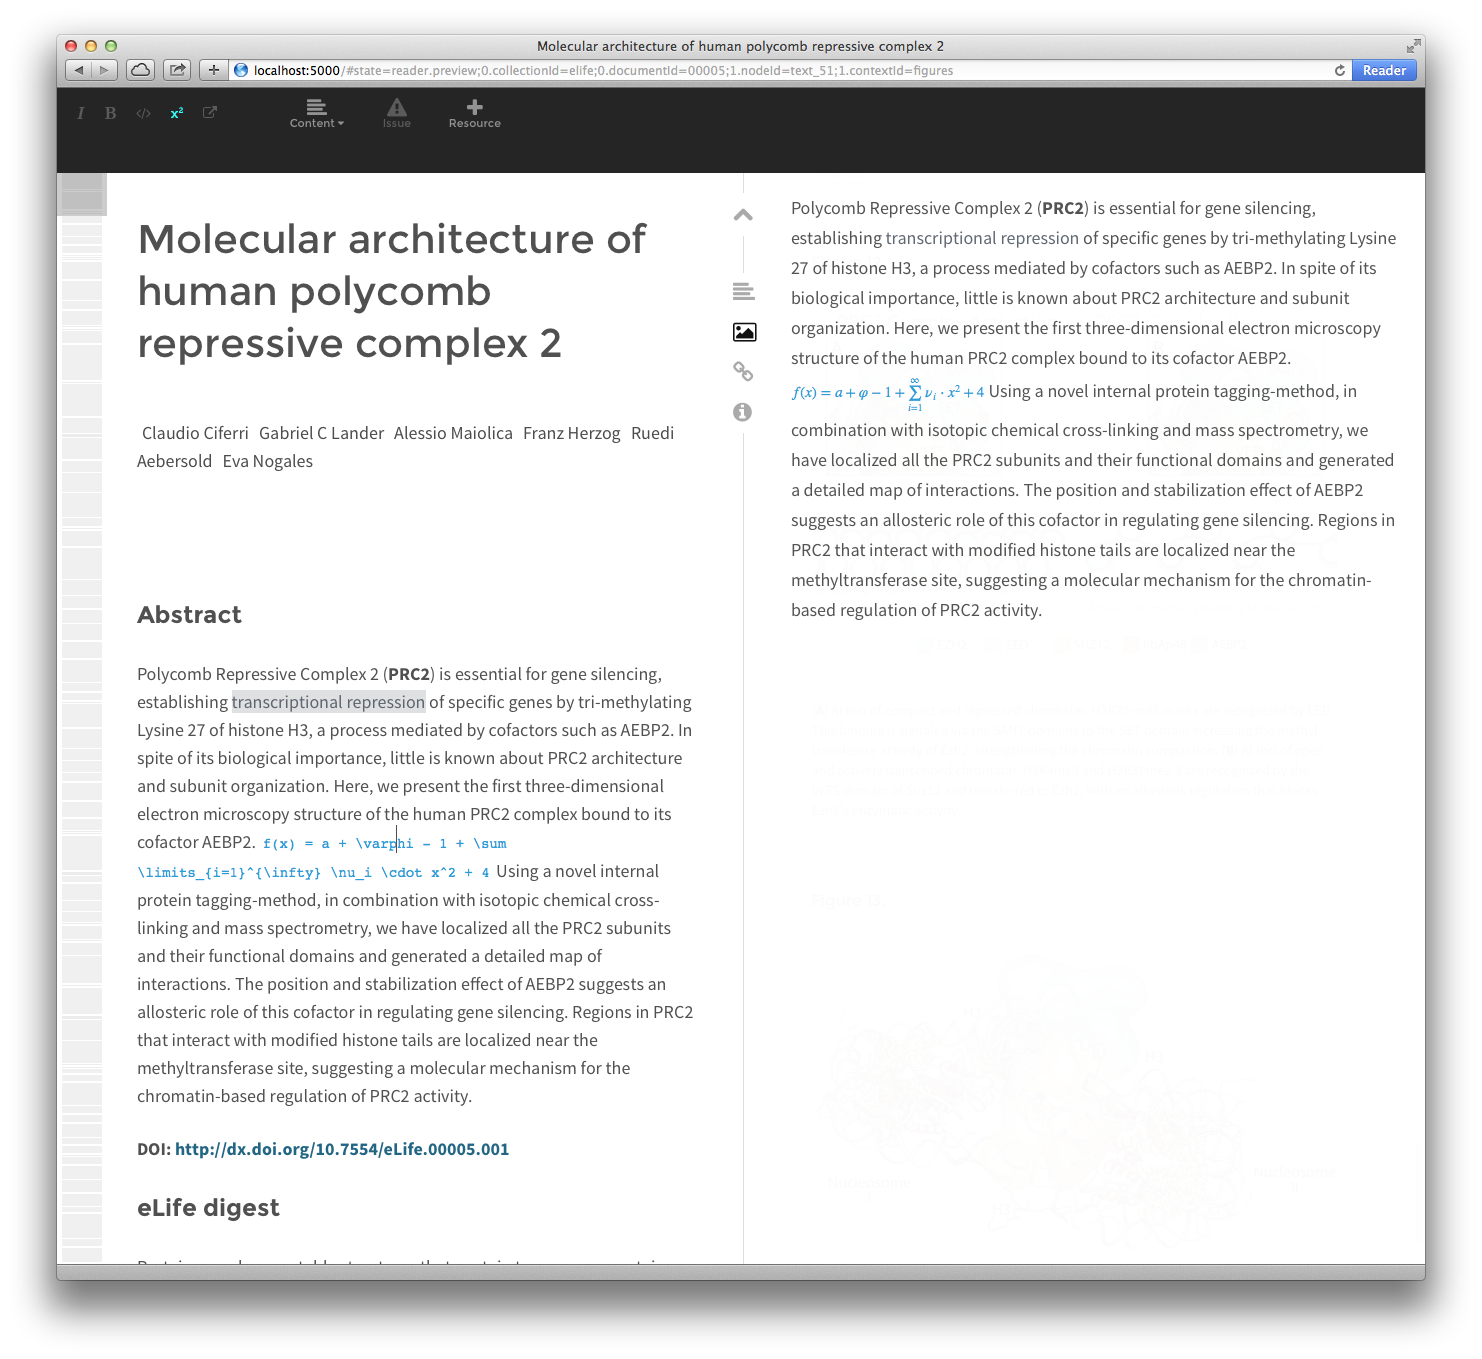 Molecular architecture of human polycomb repressive complex 2
localhost:5000/#state=reader.preview;0.collectionId=elife;0.documentId=00005;1.nodeId=text_51;1.contextId=figures
Reader
I B </> x²
Content
Issue
Resource
Molecular architecture of
human polycomb
repressive complex 2
Claudio Ciferri Gabriel C Lander Alessio Maiolica Franz Herzog Ruedi
Aebersold Eva Nogales
Abstract
Polycomb Repressive Complex 2 (PRC2) is essential for gene silencing,
establishing transcriptional repression of specific genes by tri-methylating
Lysine 27 of histone H3, a process mediated by cofactors such as AEBP2. In
spite of its biological importance, little is known about PRC2 architecture
and subunit organization. Here, we present the first three-dimensional
electron microscopy structure of the human PRC2 complex bound to its
cofactor AEBP2. f(x) = a + \varphi - 1 + \sum
\limits_{i=1}^{\infty} \nu_i \cdot x^2 + 4 Using a novel internal
protein tagging-method, in combination with isotopic chemical cross-
linking and mass spectrometry, we have localized all the PRC2 subunits
and their functional domains and generated a detailed map of
interactions. The position and stabilization effect of AEBP2 suggests an
allosteric role of this cofactor in regulating gene silencing. Regions in PRC2
that interact with modified histone tails are localized near the
methyltransferase site, suggesting a molecular mechanism for the
chromatin-based regulation of PRC2 activity.
DOI: http://dx.doi.org/10.7554/eLife.00005.001
eLife digest
Polycomb Repressive Complex 2 (PRC2) is essential for gene silencing,
establishing transcriptional repression of specific genes by tri-methylating Lysine
27 of histone H3, a process mediated by cofactors such as AEBP2. In spite of its
biological importance, little is known about PRC2 architecture and subunit
organization. Here, we present the first three-dimensional electron microscopy
structure of the human PRC2 complex bound to its cofactor AEBP2.
f(x) = a + φ − 1 + ∑ i=1 ∞ ν i · x² + 4 Using a novel internal protein tagging-method, in
combination with isotopic chemical cross-linking and mass spectrometry, we
have localized all the PRC2 subunits and their functional domains and generated
a detailed map of interactions. The position and stabilization effect of AEBP2
suggests an allosteric role of this cofactor in regulating gene silencing. Regions in
PRC2 that interact with modified histone tails are localized near the
methyltransferase site, suggesting a molecular mechanism for the chromatin-
based regulation of PRC2 activity.